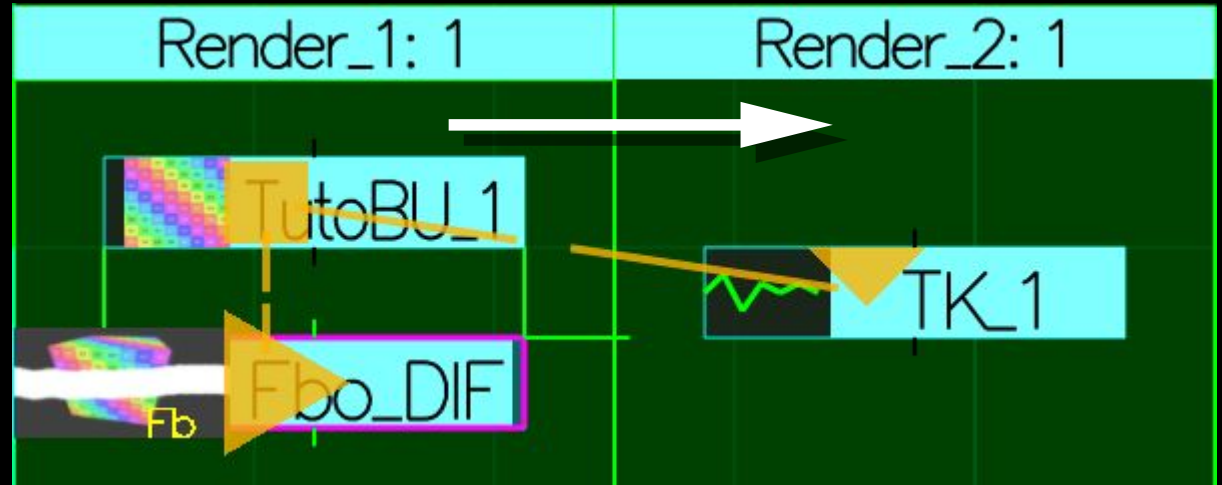 Render_1: 1
Render_2: 1
TutoBU_1
TK_1
Fb
Fbo_DIF